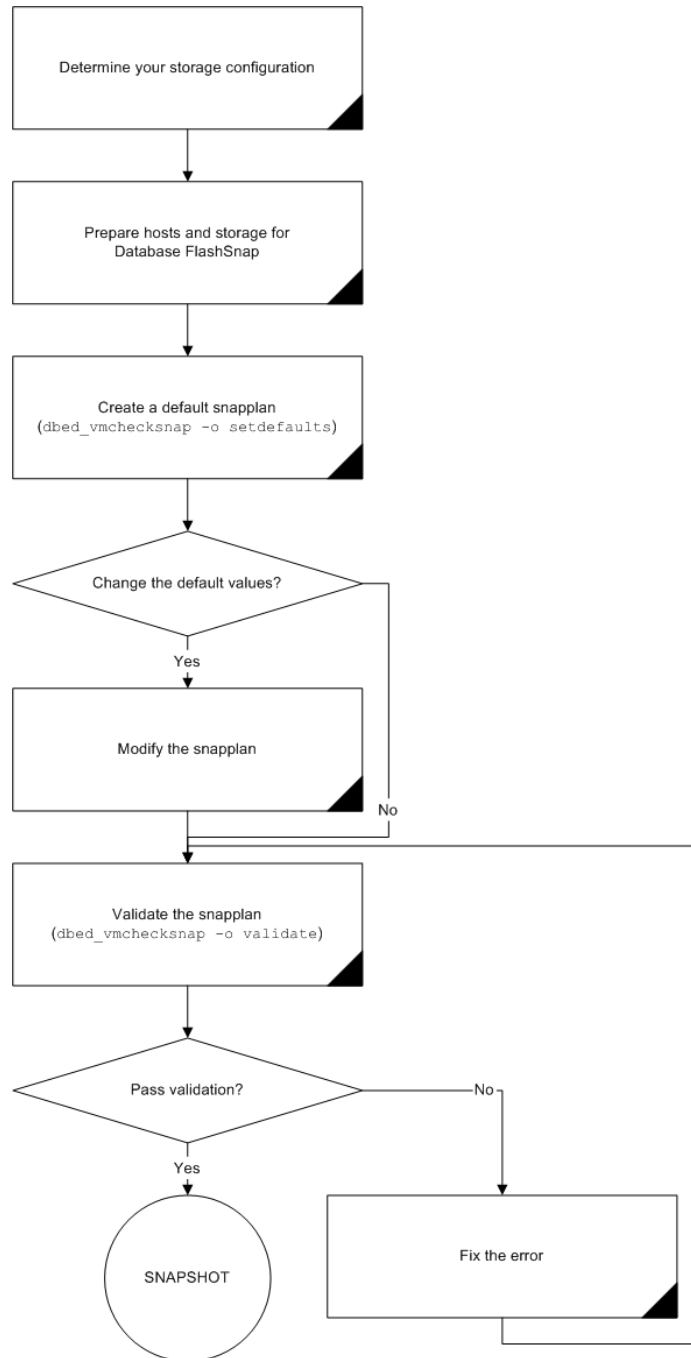 Determine your storage configuration
Prepare hosts and storage for
Database FlashSnap
Create a default snapplan
(dbed_vmchecksnap -o setdefaults)
Change the default values?
Yes
Modify the snapplan
No
Validate the snapplan
(dbed_vmchecksnap -o validate)
Pass validation?
No
Yes
SNAPSHOT
Fix the error